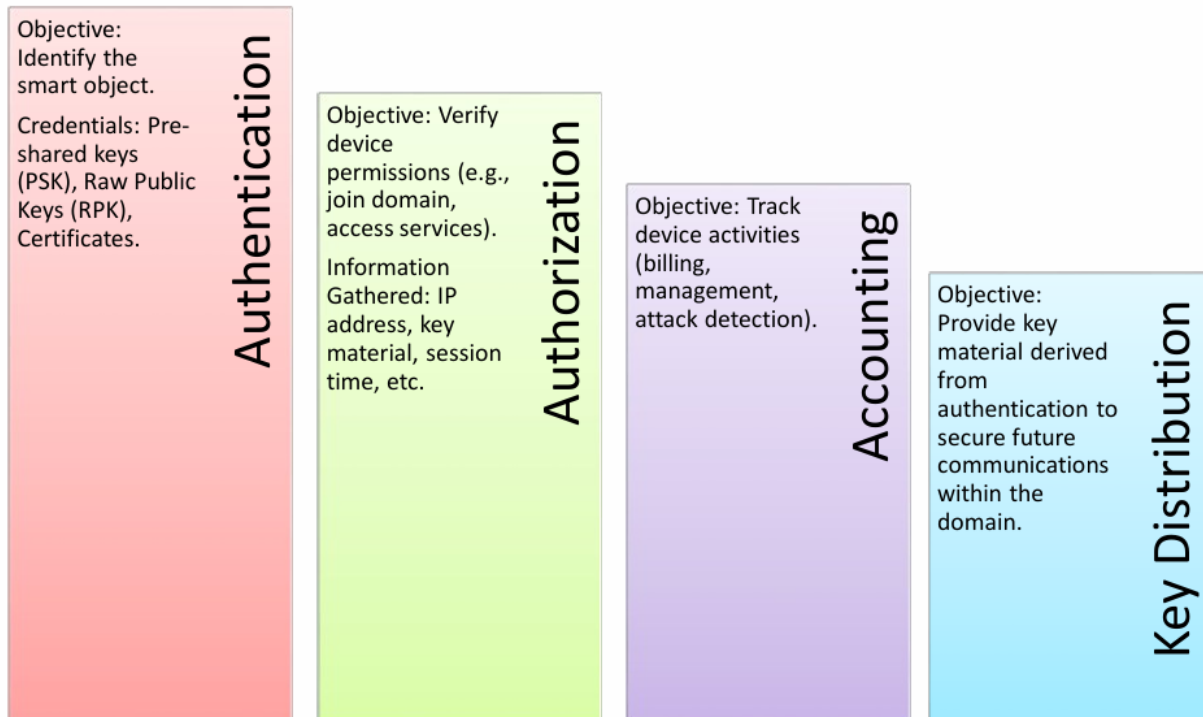 Authentication
Objective:
Identify the
smart object.
Credentials: Pre-
shared keys
(PSK), Raw Public
Keys (RPK),
Certificates.
Authorization
Objective: Verify
device
permissions (e.g.,
join domain,
access services).
Information
Gathered: IP
address, key
material, session
time, etc.
Accounting
Objective: Track
device activities
(billing,
management,
attack detection).
Key Distribution
Objective:
Provide key
material derived
from
authentication to
secure future
communications
within the
domain.